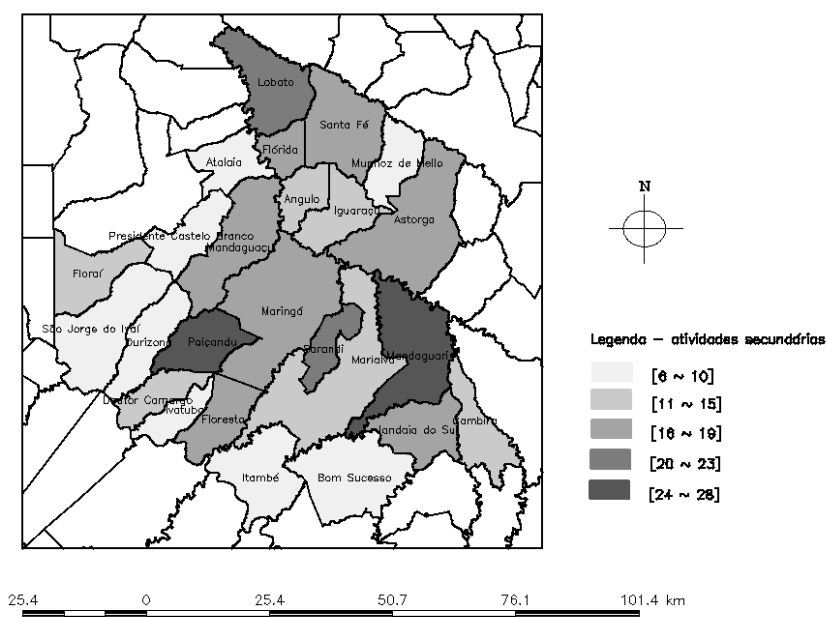 Lobato
Santa Fé
Flórida
Atalaia
Munhoz de Mello
Angulo
Iguaraçu
Astorga
Presidente Castelo Branco
Mandaguaçu
Floraí
Maringá
São Jorge do Ivaí
Ourizona
Paiçandu
Sarandi
Marialva
Mandaguari
Doutor Camargo
Ivatuba
Floresta
Jandaia do Sul
Cambira
Itambé
Bom Sucesso
N
Legenda – atividades secundárias
[6 ~ 10]
[11 ~ 15]
[16 ~ 19]
[20 ~ 23]
[24 ~ 28]
25.4 0 25.4 50.7 76.1 101.4 km